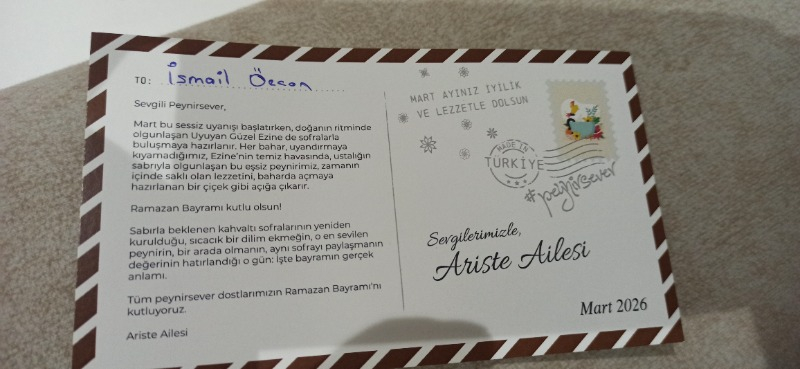 TO: İsmail Özcan
Sevgili Peynirsever,
Mart bu sessiz uyanışı başlatırken, doğanın ritminde
olgunlaşan Uyuyan Güzel Ezine de sofralarla
buluşmaya hazırlanır. Her bahar, uyandırmaya
kıyamadığımız, Ezine'nin temiz havasında, ustalığın
sabrıyla olgunlaşan bu eşsiz peynirimiz, zamanın
içinde saklı olan lezzetini, baharda açmaya
hazırlanan bir çiçek gibi açığa çıkarır.
Ramazan Bayramı kutlu olsun!
Sabırla beklenen kahvaltı sofralarının yeniden
kurulduğu, sıcacık bir dilim ekmeğin, o en sevilen
peynirin, bir arada olmanın, aynı sofrayı paylaşmanın
değerinin hatırlandığı o gün: İşte bayramın gerçek
anlamı.
Tüm peynirsever dostlarımızın Ramazan Bayramı'nı
kutluyoruz.
Ariste Ailesi
MART AYINIZ İYİLİK
VE LEZZETLE DOLSUN
MADE IN
TÜRKİYE
#peynirsever
Sevgilerimizle,
Ariste Ailesi
Mart 2026